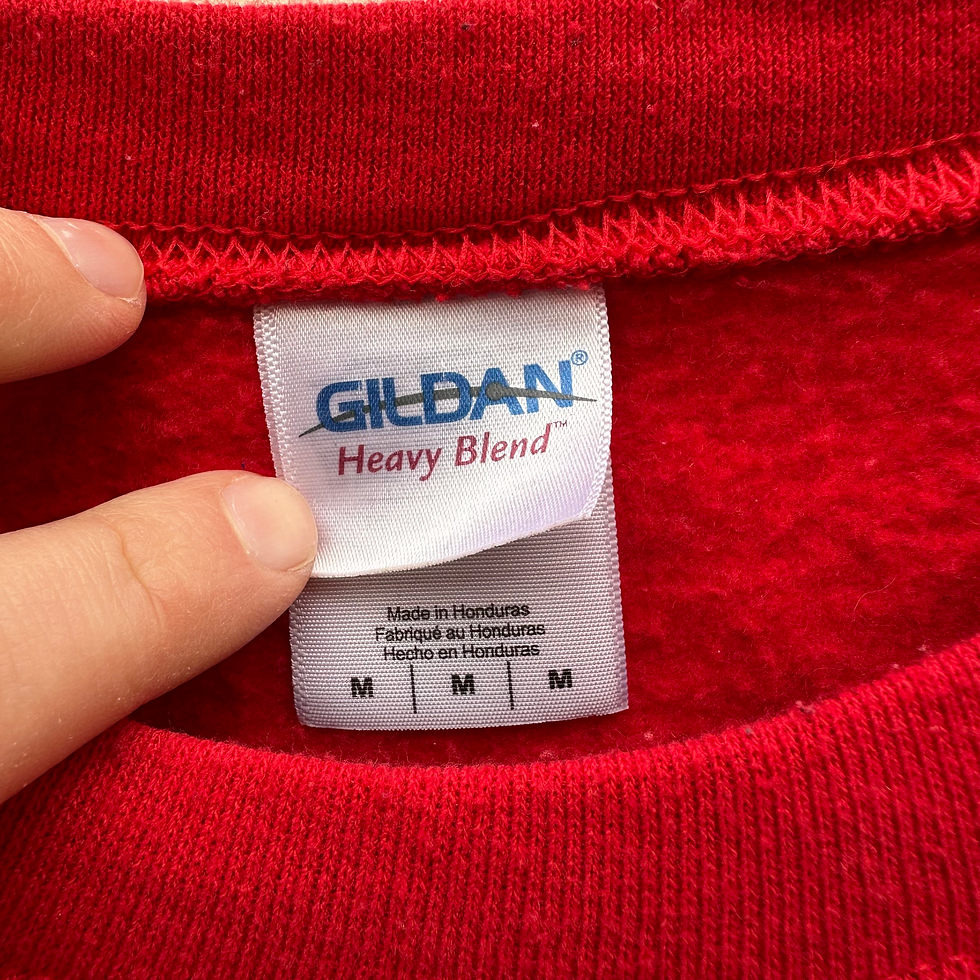 GILDAN®
Heavy Blend™
Made in Honduras
Fabriqué au Honduras
Hecho en Honduras
M | M | M